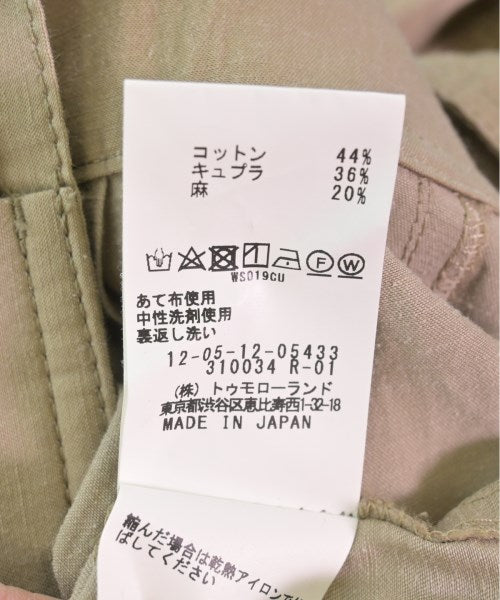 コットン 44%
キュプラ 36%
麻 20%
F W
WS019CU
あて布使用
中性洗剤使用
裏返し洗い
12-05-12-05433
310034 R-01
(株) トゥモローランド
東京都渋谷区恵比寿西1-32-18
MADE IN JAPAN
縮んだ場合は乾熱アイロンで
ばしてください